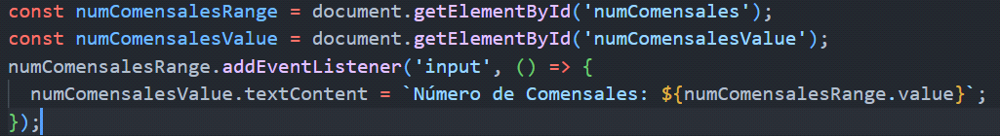 const numComensalesRange = document.getElementById('numComensales');
const numComensalesValue = document.getElementById('numComensalesValue');
numComensalesRange.addEventListener('input', () => {
  numComensalesValue.textContent = `Número de Comensales: ${numComensalesRange.value}`;
});